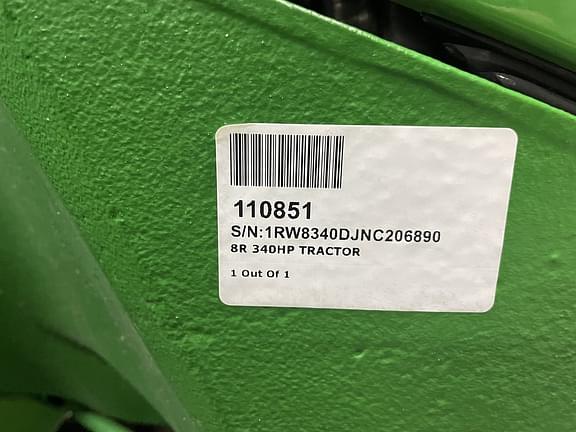 110851
S/N:1RW8340DJNC206890
8R 340HP TRACTOR
1 Out Of 1